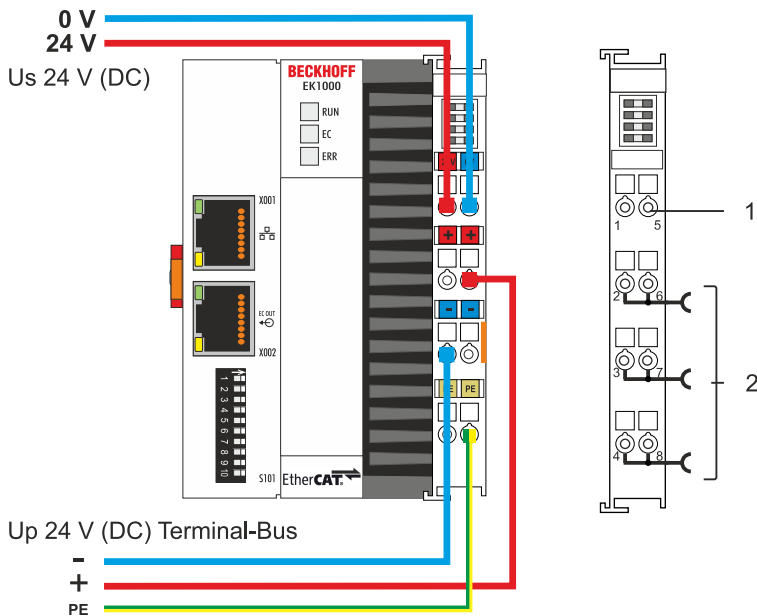 0 V
24 V
Us 24 V (DC)
BECKHOFF
EK1000
RUN
EC
ERR
X001
EC OUT
X002
1 2 3 4 5 6 7 8 9 10
S101
EtherCAT
+ +
- -
PE
Up 24 V (DC) Terminal-Bus
-
+
PE
1 5
2 6
3 7
4 8
1
2